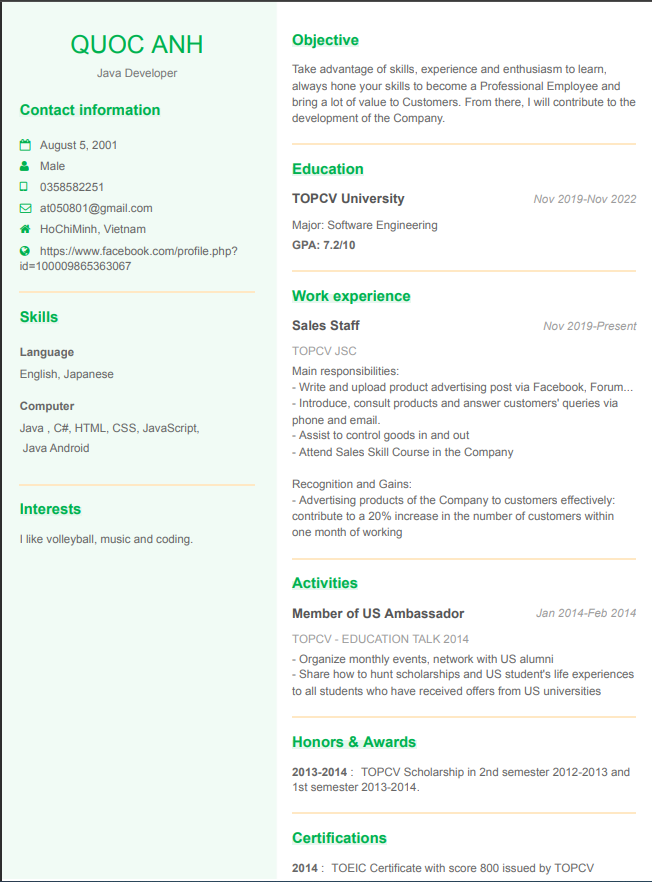 QUOC ANH
Java Developer
Contact information
August 5, 2001
Male
0358582251
at050801@gmail.com
HoChiMinh, Vietnam
https://www.facebook.com/profile.php?
id=100009865363067
Skills
Language
English, Japanese
Computer
Java , C#, HTML, CSS, JavaScript,
Java Android
Interests
I like volleyball, music and coding.
Objective
Take advantage of skills, experience and enthusiasm to learn,
always hone your skills to become a Professional Employee and
bring a lot of value to Customers. From there, I will contribute to the
development of the Company.
Education
TOPCV University Nov 2019-Nov 2022
Major: Software Engineering
GPA: 7.2/10
Work experience
Sales Staff Nov 2019-Present
TOPCV JSC
Main responsibilities:
- Write and upload product advertising post via Facebook, Forum...
- Introduce, consult products and answer customers' queries via
phone and email.
- Assist to control goods in and out
- Attend Sales Skill Course in the Company
Recognition and Gains:
- Advertising products of the Company to customers effectively:
contribute to a 20% increase in the number of customers within
one month of working
Activities
Member of US Ambassador Jan 2014-Feb 2014
TOPCV - EDUCATION TALK 2014
- Organize monthly events, network with US alumni
- Share how to hunt scholarships and US student's life experiences
to all students who have received offers from US universities
Honors & Awards
2013-2014 : TOPCV Scholarship in 2nd semester 2012-2013 and
1st semester 2013-2014.
Certifications
2014 : TOEIC Certificate with score 800 issued by TOPCV